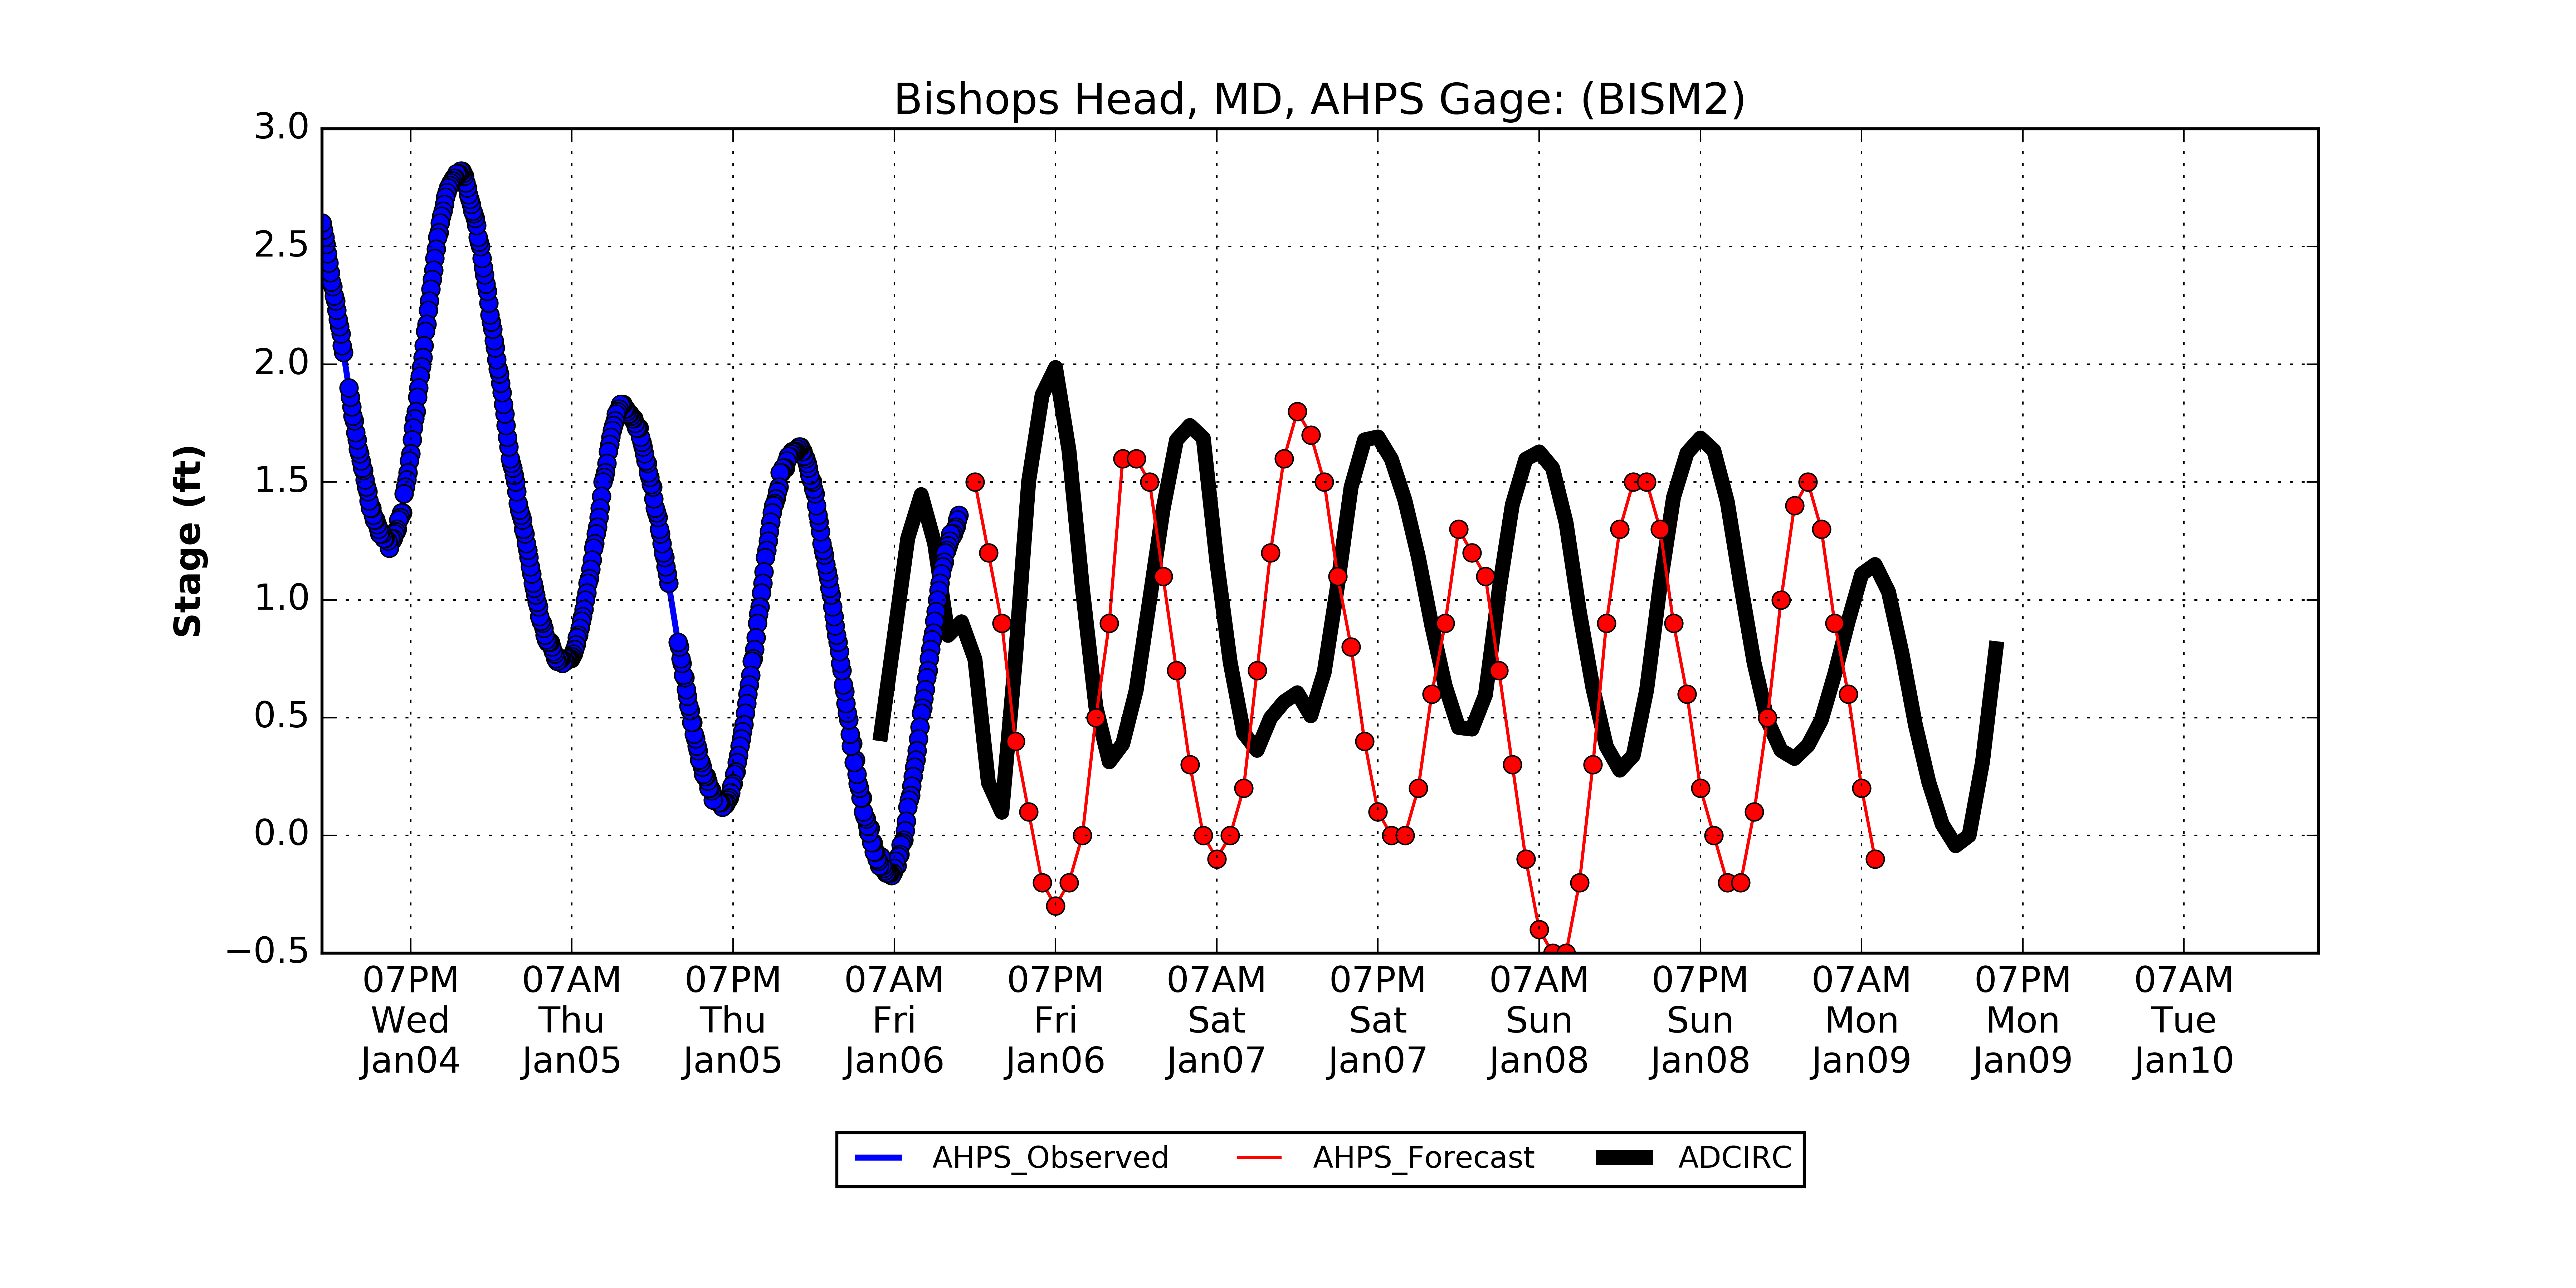 Bishops Head, MD, AHPS Gage: (BISM2)
3.0
2.5
2.0
1.5
1.0
0.5
0.0
−0.5
Stage (ft)
07PM 07AM 07PM 07AM 07PM 07AM 07PM 07AM 07PM 07AM 07PM 07AM
Wed Thu Thu Fri Fri Sat Sat Sun Sun Mon Mon Tue
Jan04 Jan05 Jan05 Jan06 Jan06 Jan07 Jan07 Jan08 Jan08 Jan09 Jan09 Jan10
AHPS_Observed AHPS_Forecast ADCIRC